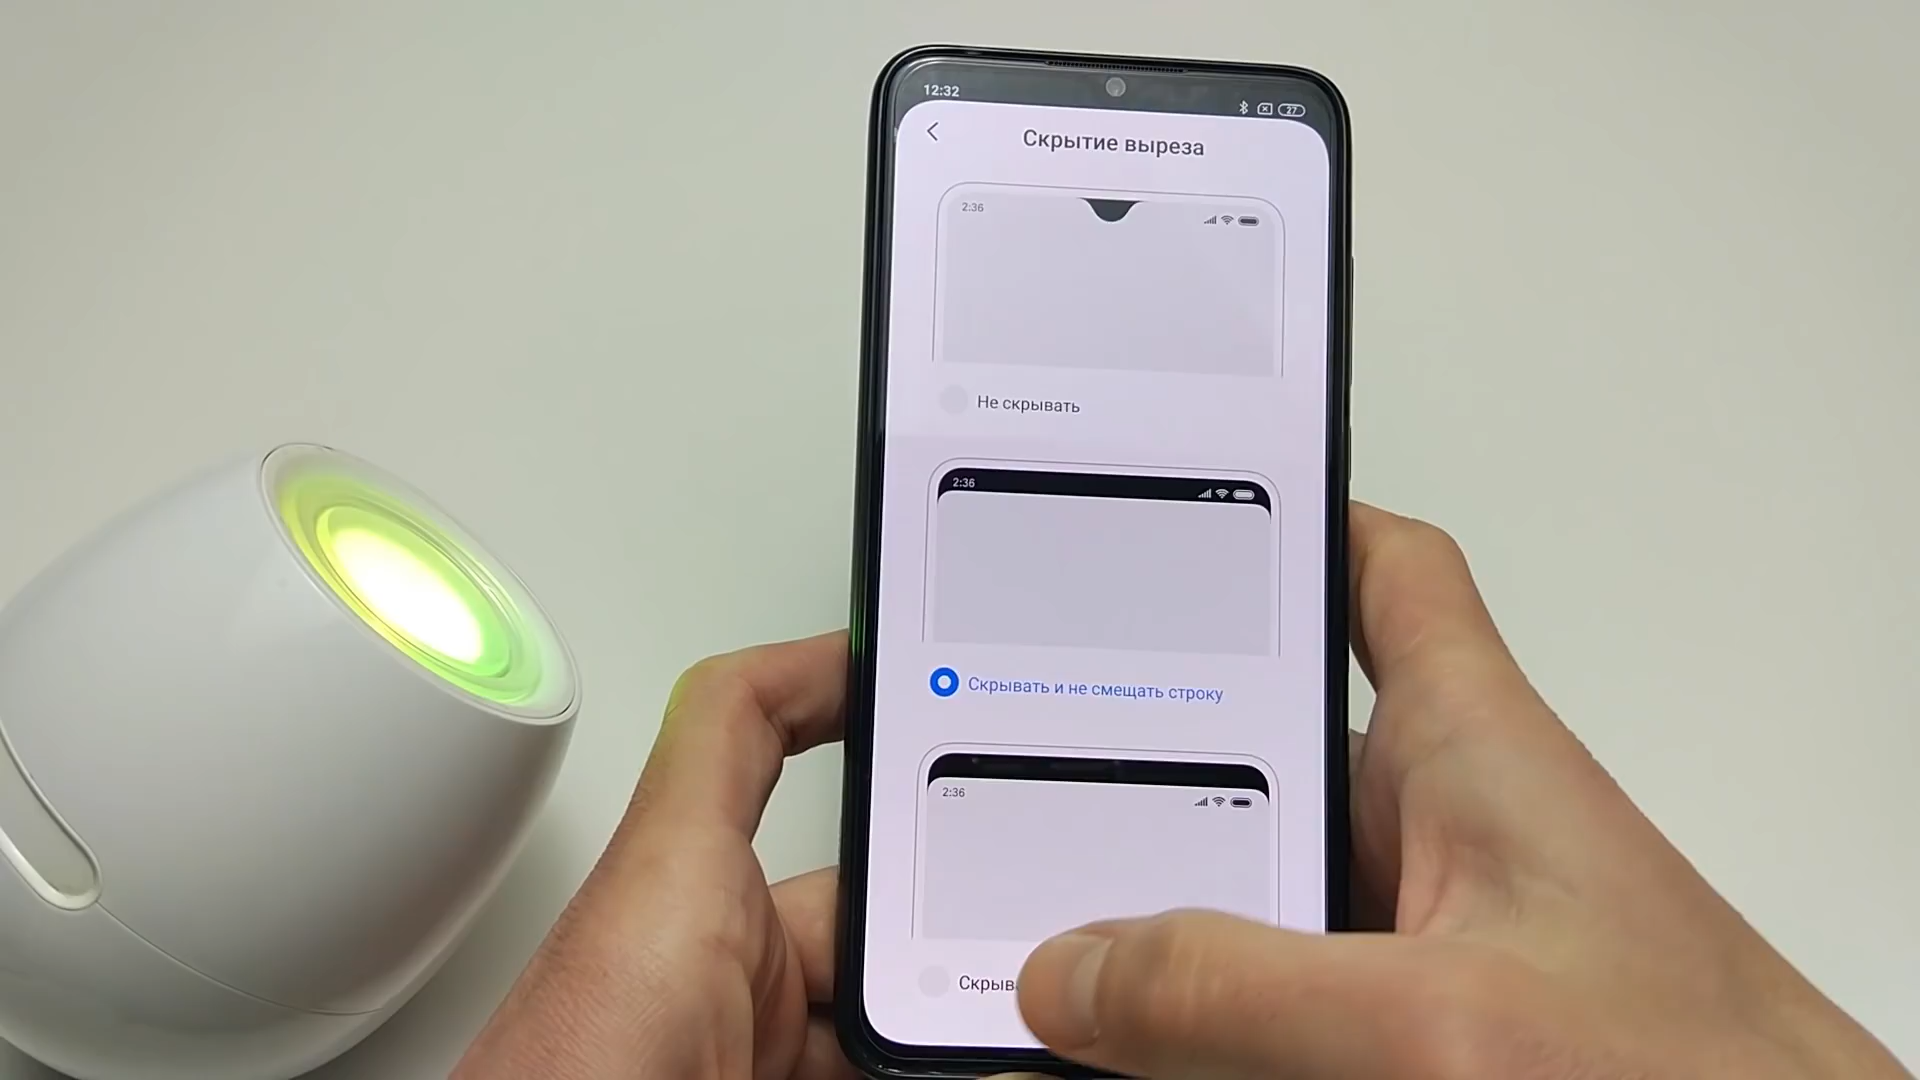 12:32
27
Скрытие выреза
2:36
Не скрывать
2:36
Скрывать и не смещать строку
2:36